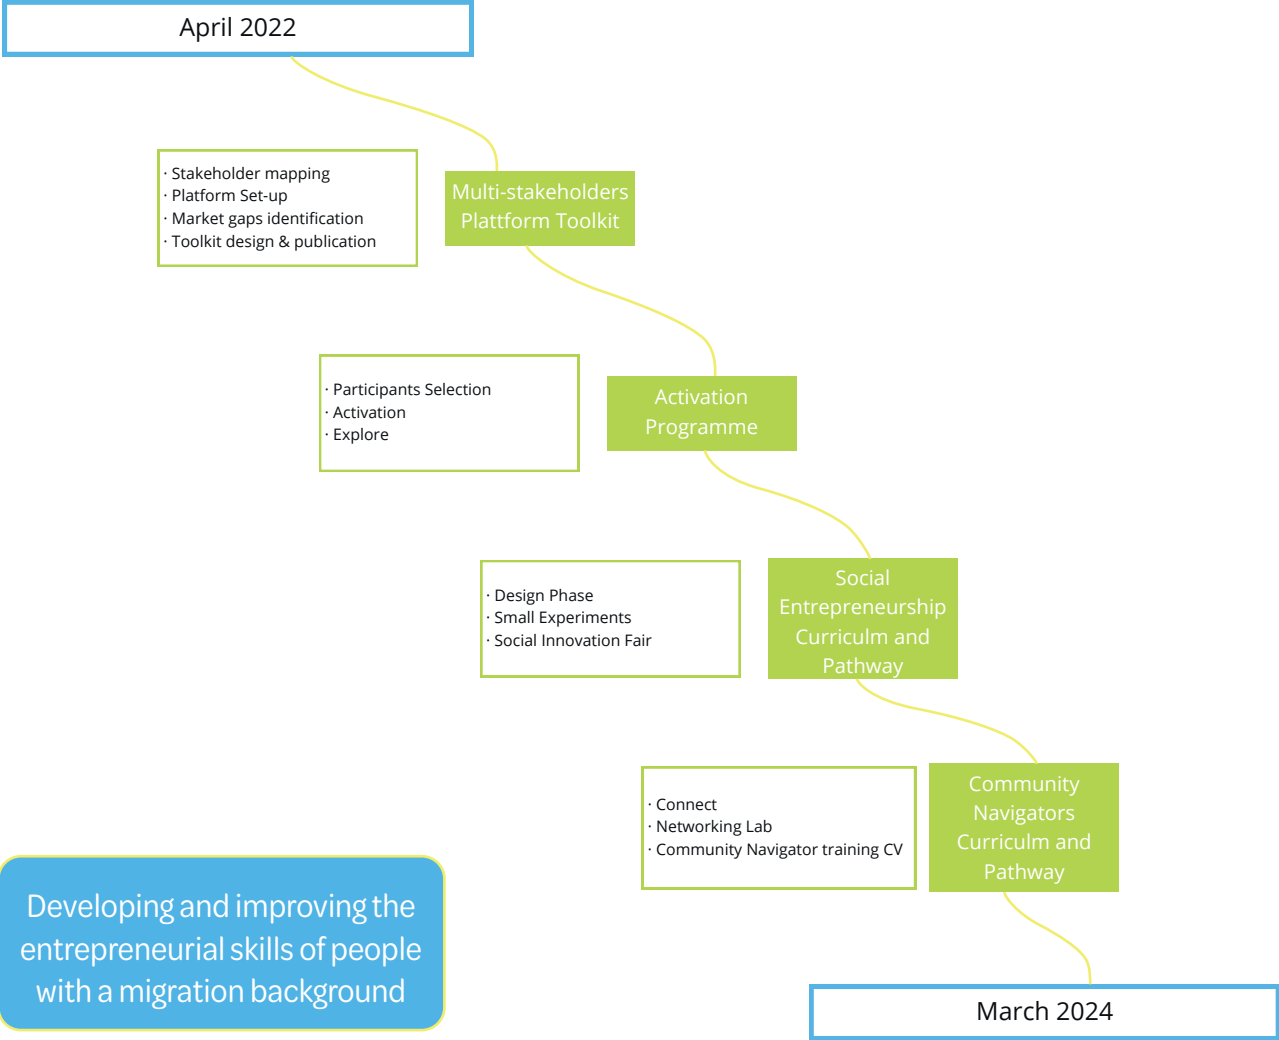 April 2022
· Stakeholder mapping
· Platform Set-up
· Market gaps identification
· Toolkit design & publication
Multi-stakeholders
Plattform Toolkit
· Participants Selection
· Activation
· Explore
Activation
Programme
· Design Phase
· Small Experiments
· Social Innovation Fair
Social
Entrepreneurship
Curriculm and
Pathway
· Connect
· Networking Lab
· Community Navigator training CV
Community
Navigators
Curriculm and
Pathway
Developing and improving the
entrepreneurial skills of people
with a migration background
March 2024